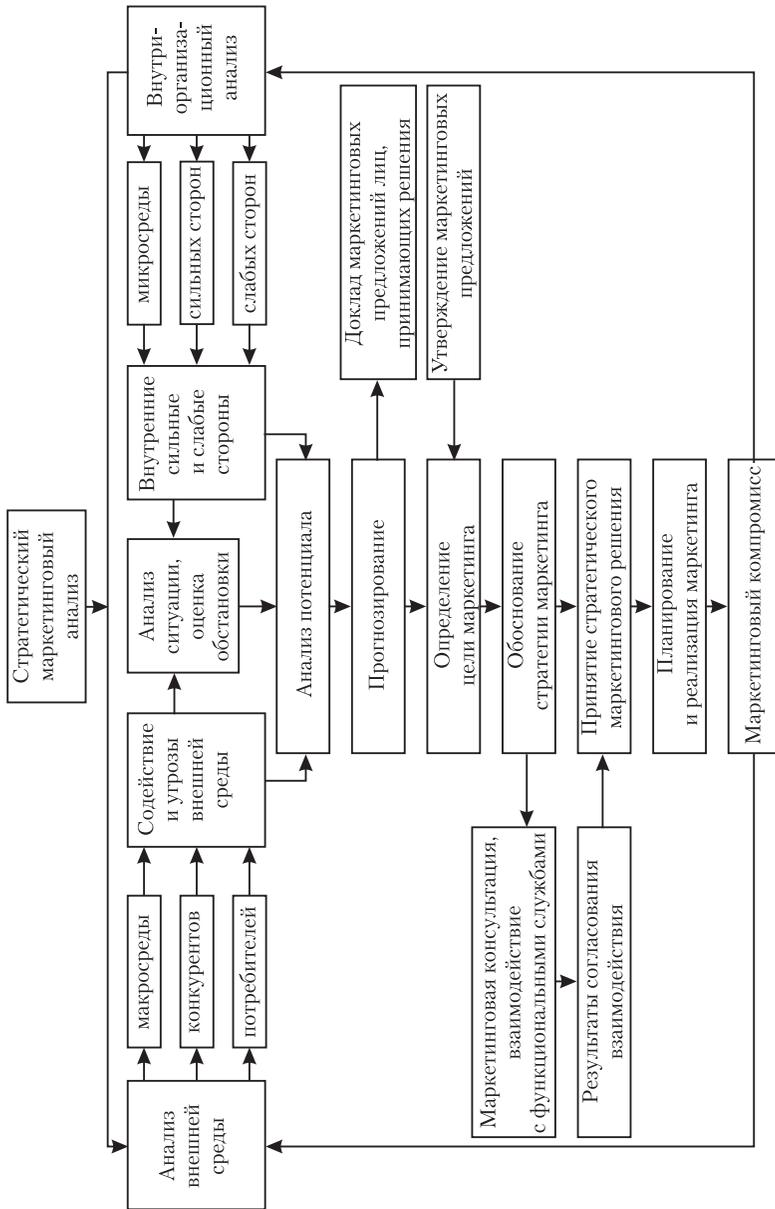 Стратегический
маркетинговый
анализ
Анализ
внешней
среды
макросреды
конкурентов
потребителей
Содействие
и угрозы
внешней
среды
Анализ
ситуации,
оценка
обстановки
Внутренние
сильные
и слабые
стороны
микросреды
сильных сторон
слабых сторон
Внутри-
организа-
ционный
анализ
Анализ потенциала
Прогнозирование
Доклад маркетинговых
предложений лиц,
принимающих решения
Определение
цели маркетинга
Утверждение маркетинговых
предложений
Обоснование
стратегии маркетинга
Маркетинговая консультация,
взаимодействие
с функциональными службами
Результаты согласования
взаимодействия
Принятие стратегического
маркетингового решения
Планирование
и реализация маркетинга
Маркетинговый компромисс